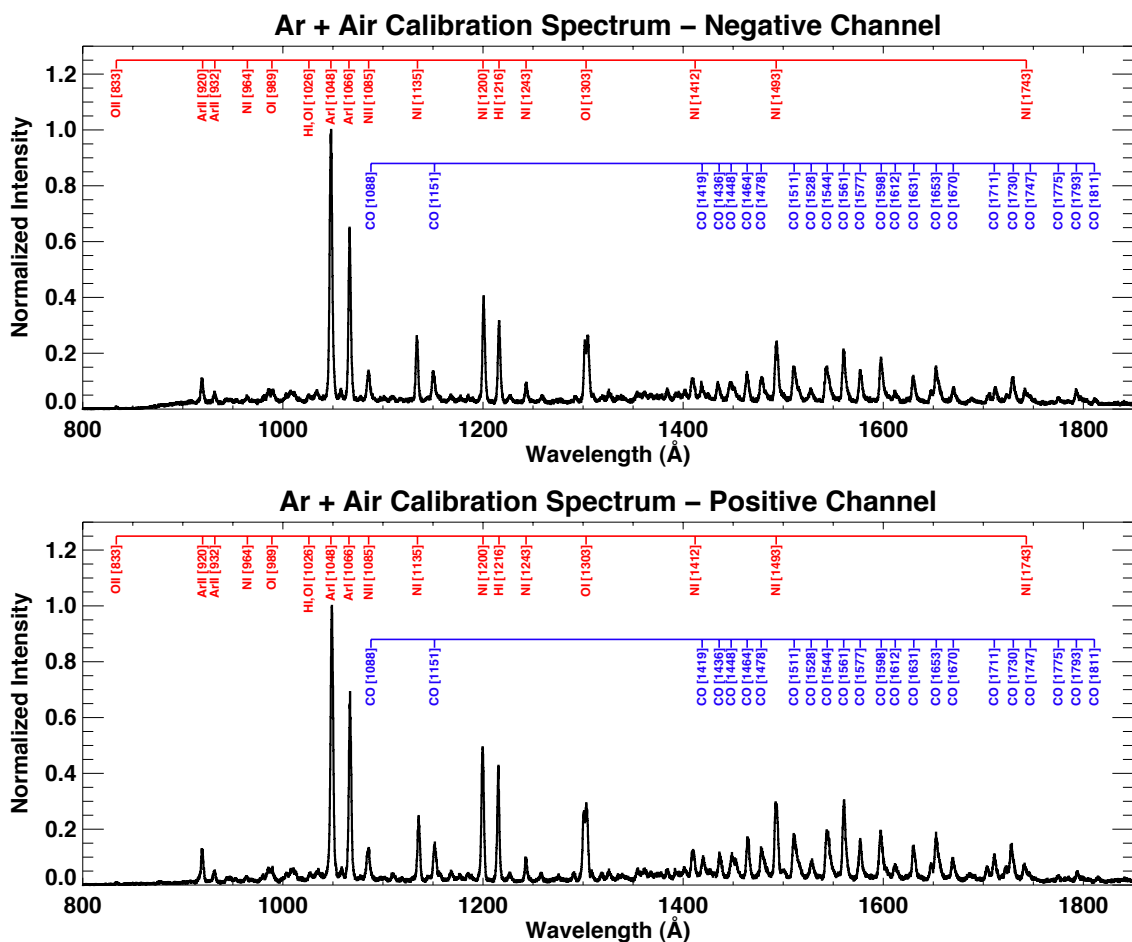 Ar + Air Calibration Spectrum – Negative Channel
Normalized Intensity
1.2
1.0
0.8
0.6
0.4
0.2
0.0
OII [833]
ArII [920]
ArII [932]
NI [964]
OI [989]
HI,OI [1026]
ArI [1048]
ArI [1066]
NII [1085]
NI [1135]
NI [1200]
HI [1216]
NI [1243]
OI [1303]
NI [1412]
NI [1493]
NI [1743]
CO [1088]
CO [1151]
CO [1419]
CO [1436]
CO [1448]
CO [1464]
CO [1478]
CO [1511]
CO [1528]
CO [1544]
CO [1561]
CO [1577]
CO [1598]
CO [1612]
CO [1631]
CO [1653]
CO [1670]
CO [1711]
CO [1730]
CO [1747]
CO [1775]
CO [1793]
CO [1811]
800 1000 1200 1400 1600 1800
Wavelength (Å)
Ar + Air Calibration Spectrum – Positive Channel
Normalized Intensity
1.2
1.0
0.8
0.6
0.4
0.2
0.0
OII [833]
ArII [920]
ArII [932]
NI [964]
OI [989]
HI,OI [1026]
ArI [1048]
ArI [1066]
NII [1085]
NI [1135]
NI [1200]
HI [1216]
NI [1243]
OI [1303]
NI [1412]
NI [1493]
NI [1743]
CO [1088]
CO [1151]
CO [1419]
CO [1436]
CO [1448]
CO [1464]
CO [1478]
CO [1511]
CO [1528]
CO [1544]
CO [1561]
CO [1577]
CO [1598]
CO [1612]
CO [1631]
CO [1653]
CO [1670]
CO [1711]
CO [1730]
CO [1747]
CO [1775]
CO [1793]
CO [1811]
800 1000 1200 1400 1600 1800
Wavelength (Å)